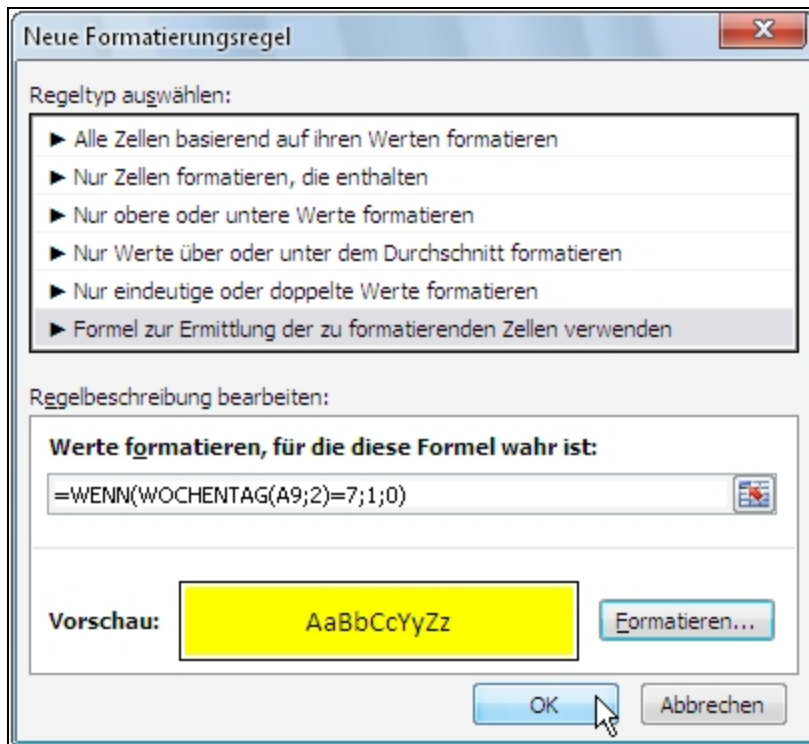 Neue Formatierungsregel
Regeltyp auswählen:
► Alle Zellen basierend auf ihren Werten formatieren
► Nur Zellen formatieren, die enthalten
► Nur obere oder untere Werte formatieren
► Nur Werte über oder unter dem Durchschnitt formatieren
► Nur eindeutige oder doppelte Werte formatieren
► Formel zur Ermittlung der zu formatierenden Zellen verwenden
Regelbeschreibung bearbeiten:
Werte formatieren, für die diese Formel wahr ist:
=WENN(WOCHENTAG(A9;2)=7;1;0)
Vorschau: AaBbCcYyZz Formatieren...
OK Abbrechen